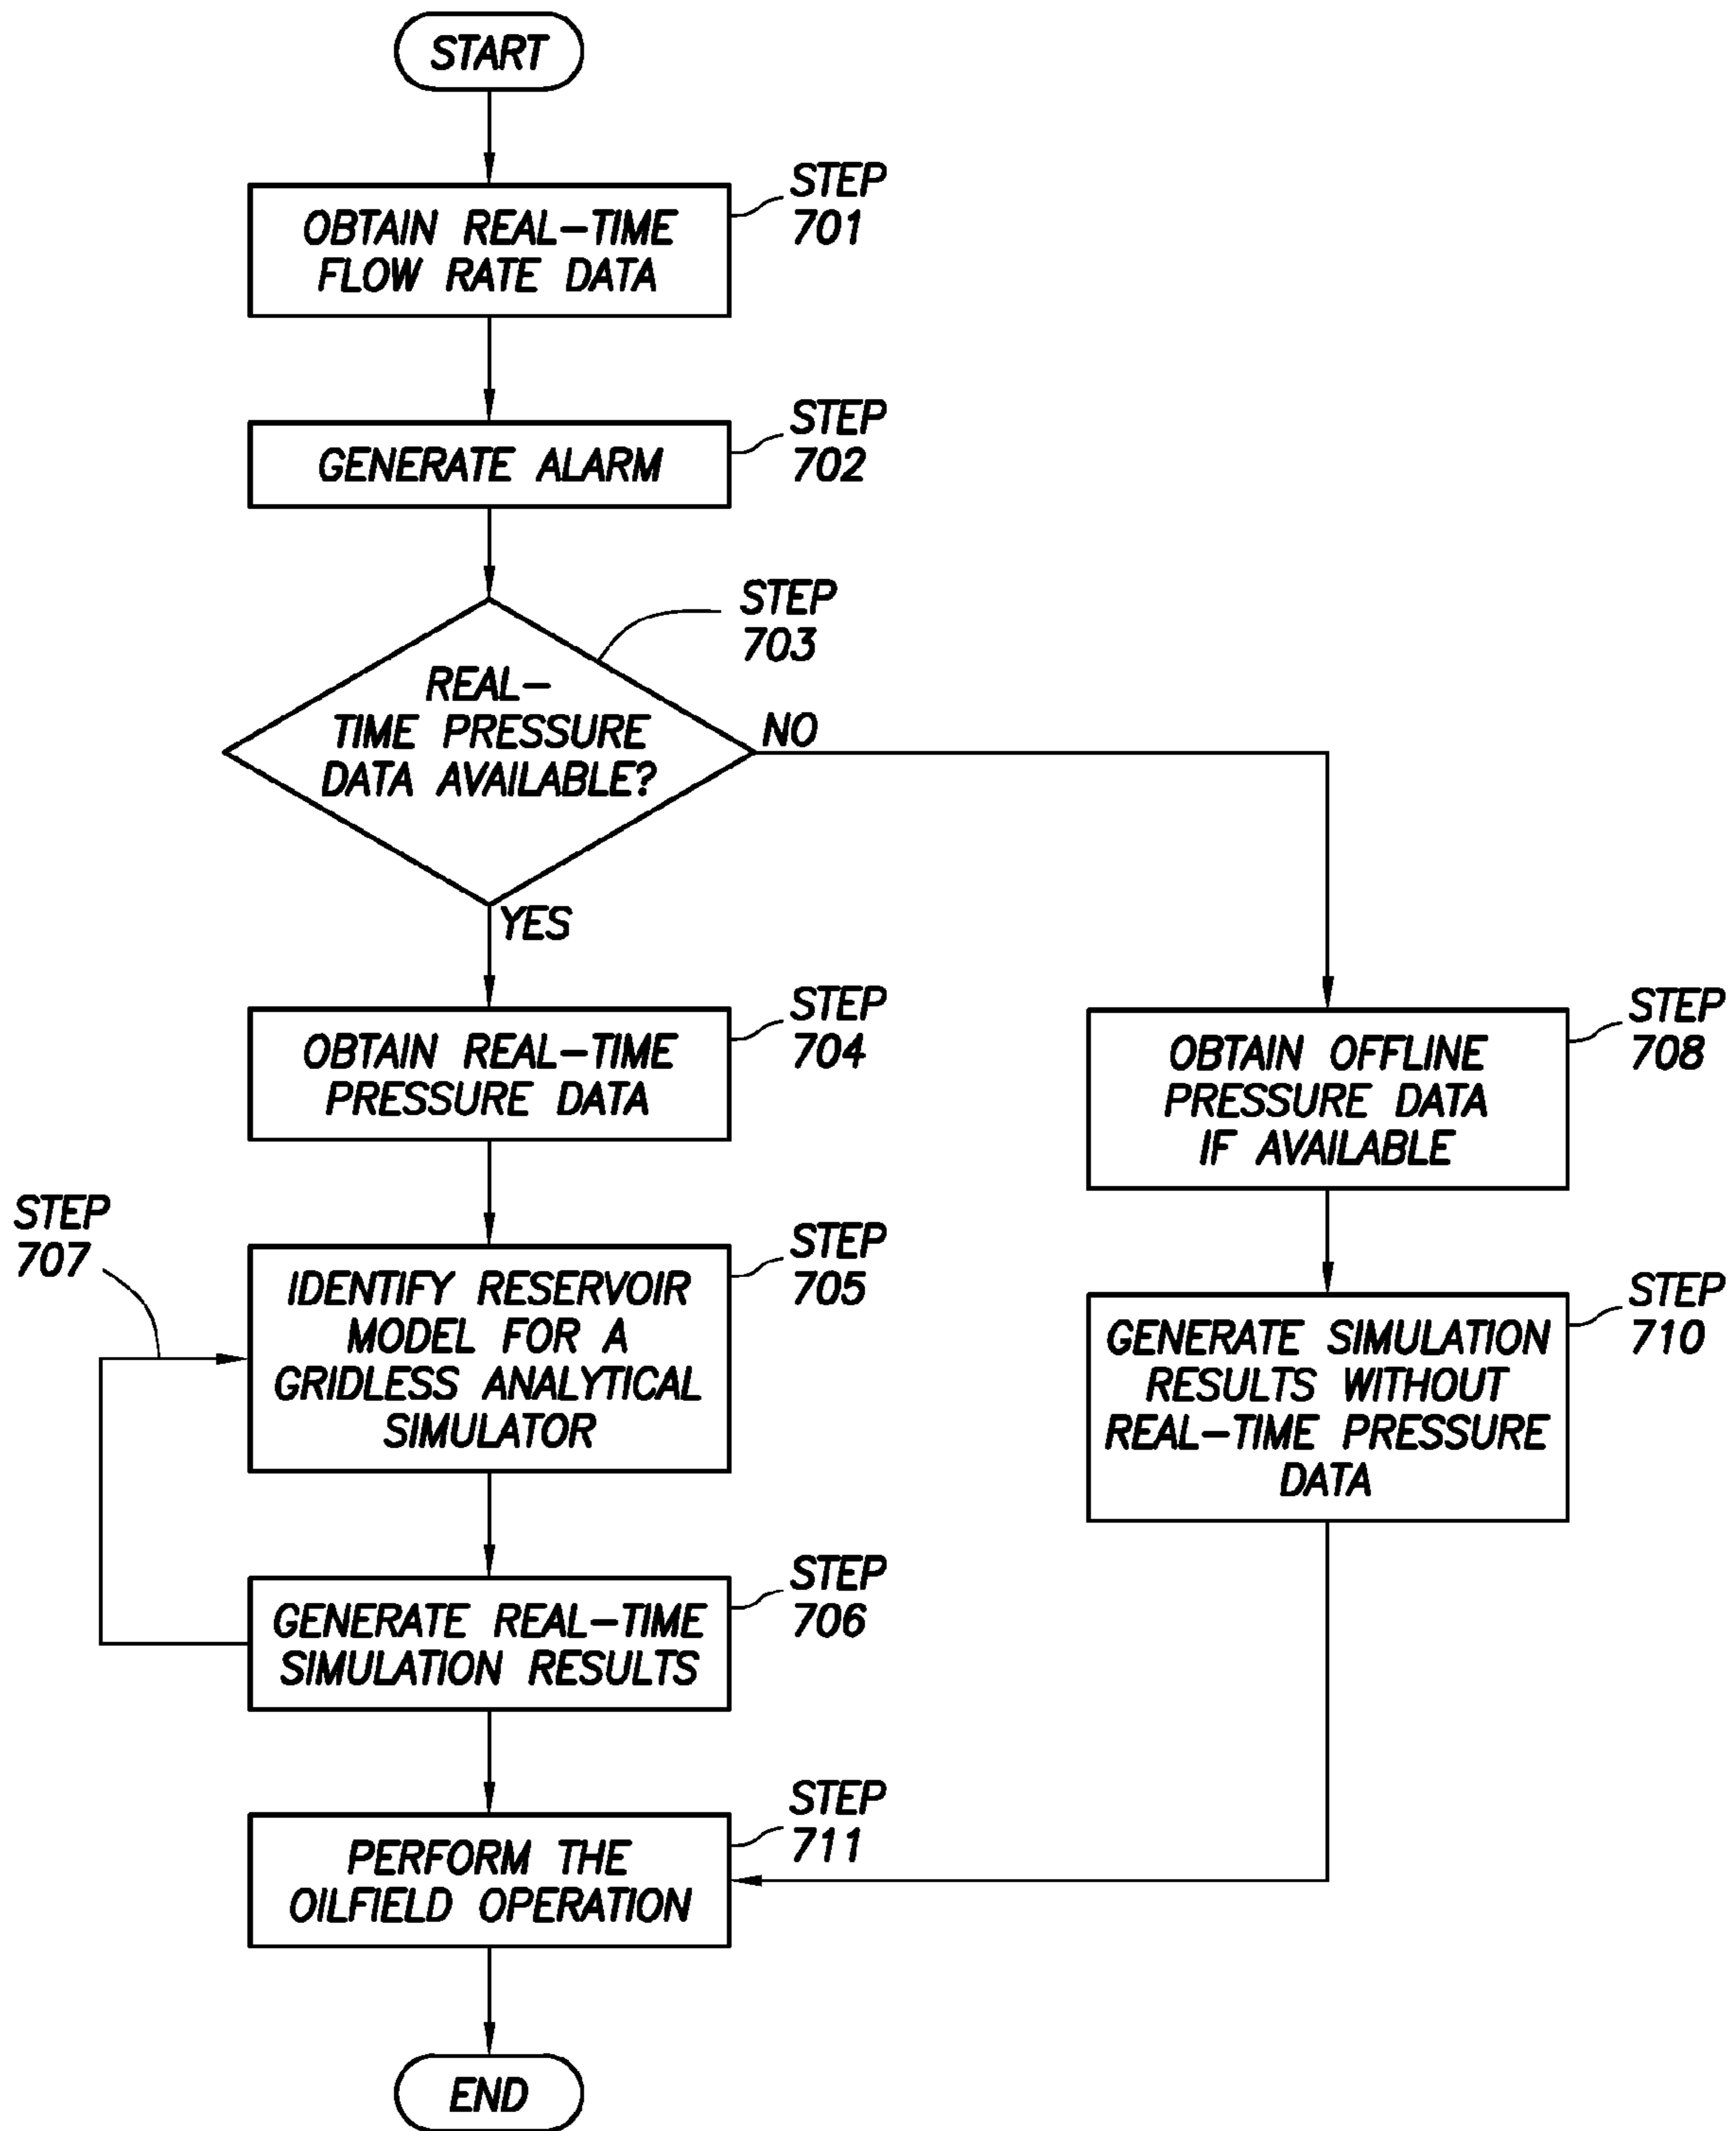 START
STEP
701
OBTAIN REAL-TIME
FLOW RATE DATA
STEP
702
GENERATE ALARM
STEP
703
REAL-
TIME PRESSURE
DATA AVAILABLE?
NO
YES
STEP
704
OBTAIN REAL-TIME
PRESSURE DATA
STEP
708
OBTAIN OFFLINE
PRESSURE DATA
IF AVAILABLE
STEP
707
STEP
705
IDENTIFY RESERVOIR
MODEL FOR A
GRIDLESS ANALYTICAL
SIMULATOR
STEP
710
GENERATE SIMULATION
RESULTS WITHOUT
REAL-TIME PRESSURE
DATA
STEP
706
GENERATE REAL-TIME
SIMULATION RESULTS
STEP
711
PERFORM THE
OILFIELD OPERATION
END